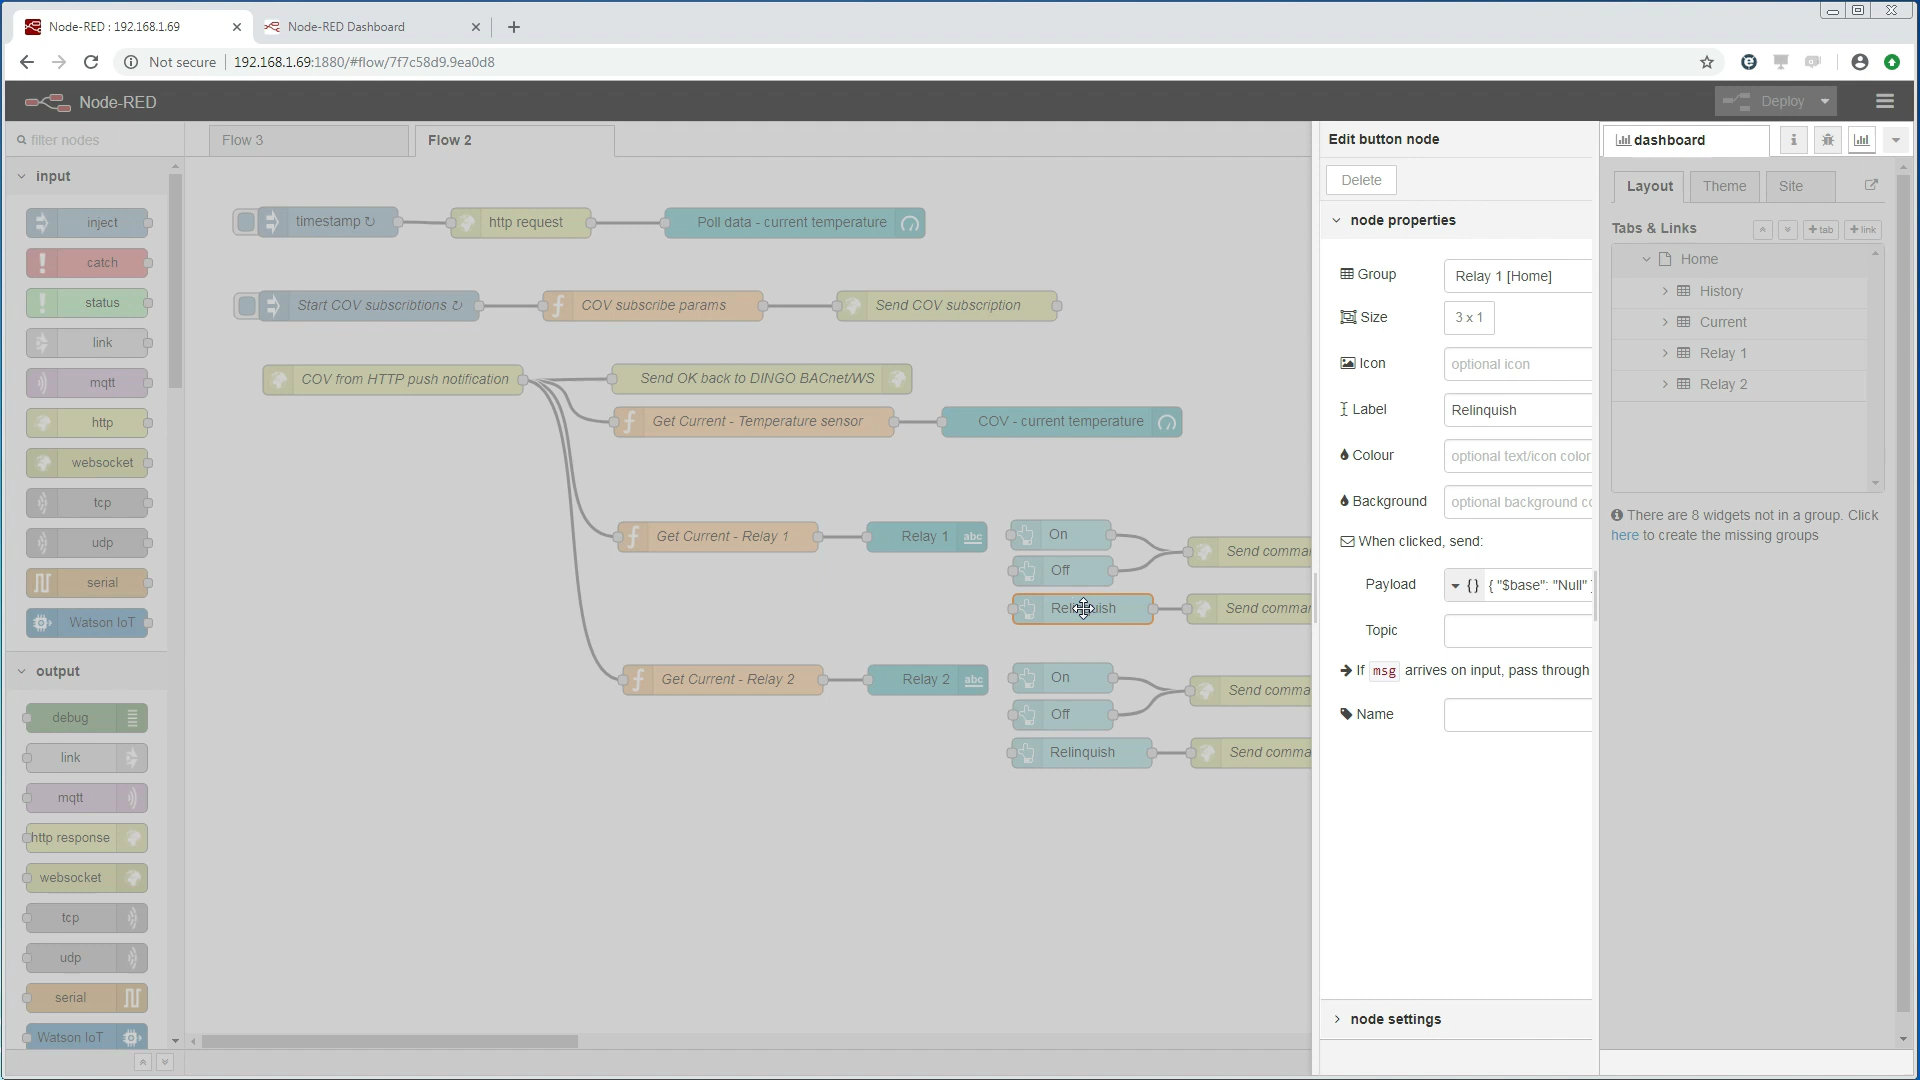 Node-RED : 192.168.1.69
Node-RED Dashboard
Not secure
192.168.1.69:1880/#flow/7f7c58d9.9ea0d8
Node-RED
Deploy
filter nodes
input
inject
catch
status
link
mqtt
http
websocket
tcp
udp
serial
Watson IoT
output
debug
link
mqtt
http response
websocket
tcp
udp
serial
Watson IoT
Flow 3
Flow 2
timestamp ↻
http request
Poll data - current temperature
Start COV subscribtions ↻
COV subscribe params
Send COV subscription
COV from HTTP push notification
Send OK back to DINGO BACnet/WS
Get Current - Temperature sensor
COV - current temperature
Get Current - Relay 1
Relay 1
abc
On
Off
Send comma
Relinquish
Send comma
Get Current - Relay 2
Relay 2
abc
On
Off
Send comma
Relinquish
Send comma
Edit button node
Delete
node properties
Group
Relay 1 [Home]
Size
3 x 1
Icon
optional icon
Label
Relinquish
Colour
optional text/icon color
Background
optional background co
When clicked, send:
Payload
{} { "$base": "Null" }
Topic
If msg arrives on input, pass through
Name
node settings
dashboard
i
Layout
Theme
Site
Tabs & Links
+ tab
+ link
Home
History
Current
Relay 1
Relay 2
There are 8 widgets not in a group. Click
here to create the missing groups